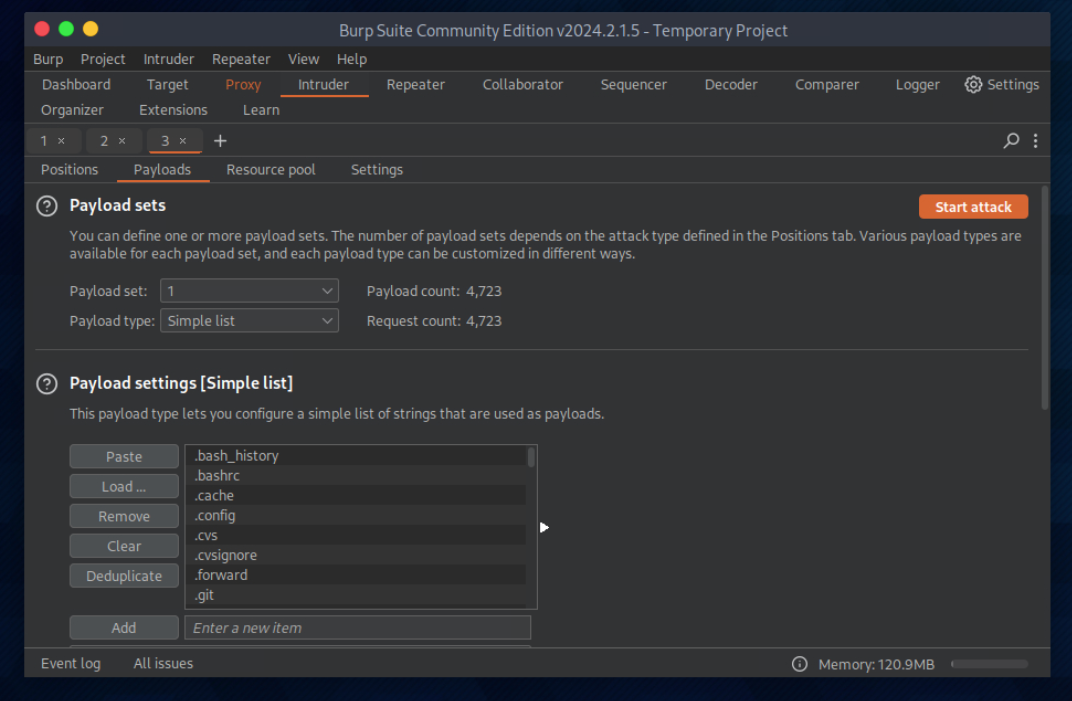 Burp Suite Community Edition v2024.2.1.5 - Temporary Project
Burp Project Intruder Repeater View Help
Dashboard Target Proxy Intruder Repeater Collaborator Sequencer Decoder Comparer Logger Settings
Organizer Extensions Learn
1 × 2 × 3 × +
Positions Payloads Resource pool Settings
? Payload sets Start attack
You can define one or more payload sets. The number of payload sets depends on the attack type defined in the Positions tab. Various payload types are
available for each payload set, and each payload type can be customized in different ways.
Payload set: 1 Payload count: 4,723
Payload type: Simple list Request count: 4,723
? Payload settings [Simple list]
This payload type lets you configure a simple list of strings that are used as payloads.
Paste .bash_history
.bashrc
Load ... .cache
Remove .config
.cvs
Clear .cvsignore
Deduplicate .forward
.git
Add Enter a new item
Event log All issues Memory: 120.9MB